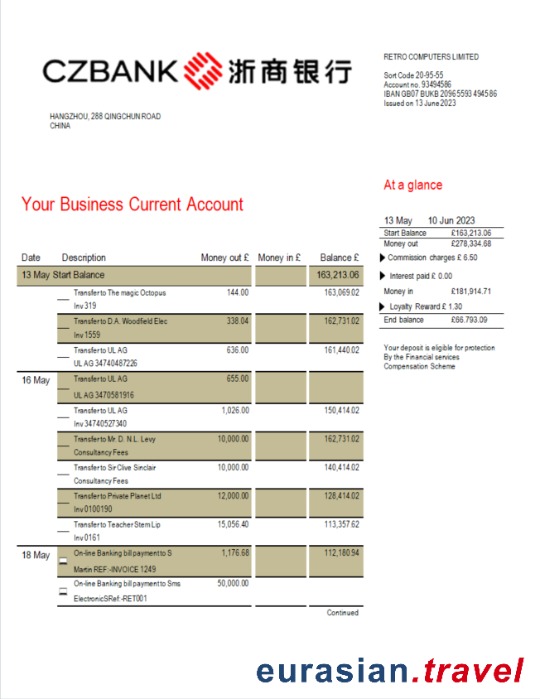 CZBANK 浙商银行
HANGZHOU, 288 QINGCHUN ROAD
CHINA
RETRO COMPUTERS LIMITED
Sort Code 20-95-55
Account no. 93494586
IBAN GB07 BUKB 20965593494586
Issued on 13 June 2023
Your Business Current Account
At a glance
13 May 10 Jun 2023
Start Balance £163,213.06
Money out £278,334.68
Commission charges £ 6.50
Interest paid £ 0.00
Money in £181,914.71
Loyalty Reward £ 1.30
End balance £66.793.09
Your deposit is eligible for protection
By the Financial services
Compensation Scheme
Date Description Money out £ Money in £ Balance £
13 May Start Balance 163,213.06
Transfer to The magic Octopus 144.00 163,069.02
Inv 319
Transfer to D.A. Woodfield Elec 338.04 162,731.02
Inv 1559
Transfer to UL AG 636.00 161,440.02
UL AG 34740487226
16 May Transfer to UL AG 655.00
UL AG 3470581916
Transfer to UL AG 1,026.00 150,414.02
Inv 34740527340
Transfer to Mr. D. N.L. Levy 10,000.00 162,731.02
Consultancy Fees
Transfer to Sir Clive Sinclair 10,000.00 140,414.02
Consultancy Fees
Transfer to Private Planet Ltd 12,000.00 128,414.02
Inv 0100190
Transfer to Teacher Stem Lip 15,056.40 113,357.62
Inv 0161
18 May On-line Banking bill payment to S 1,176.68 112,180.94
Martin REF:-INVOICE 1249
On-line Banking bill payment to Sms 50,000.00
Electronic SRef:-RET001
Continued
eurasian.travel